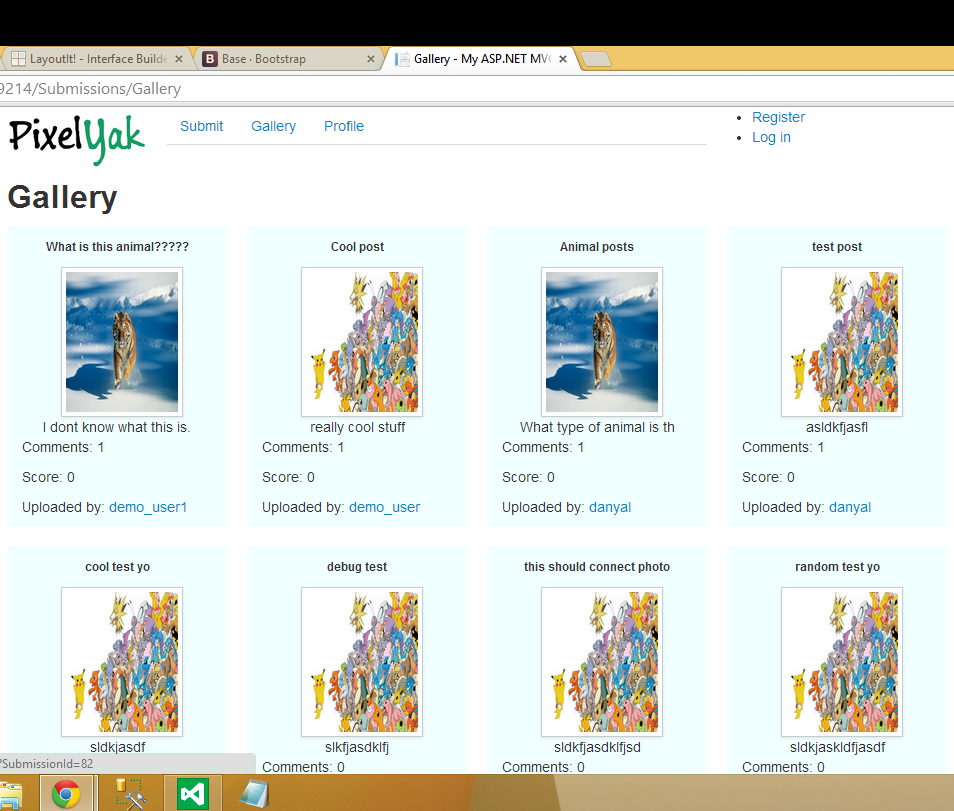 LayoutIt! - Interface Builde
Base · Bootstrap
Gallery - My ASP.NET MV
9214/Submissions/Gallery
PixelYak
Submit Gallery Profile
Register
Log in
Gallery
What is this animal????? Cool post Animal posts test post
I dont know what this is. really cool stuff What type of animal is th asldkfjasfl
Comments: 1 Comments: 1 Comments: 1 Comments: 1
Score: 0 Score: 0 Score: 0 Score: 0
Uploaded by: demo_user1 Uploaded by: demo_user Uploaded by: danyal Uploaded by: danyal
cool test yo debug test this should connect photo random test yo
sldkjasdf slkfjasdklfj sldkfjasdklfjsd sldkjaskldfjasdf
?SubmissionId=82 Comments: 0 Comments: 0 Comments: 0